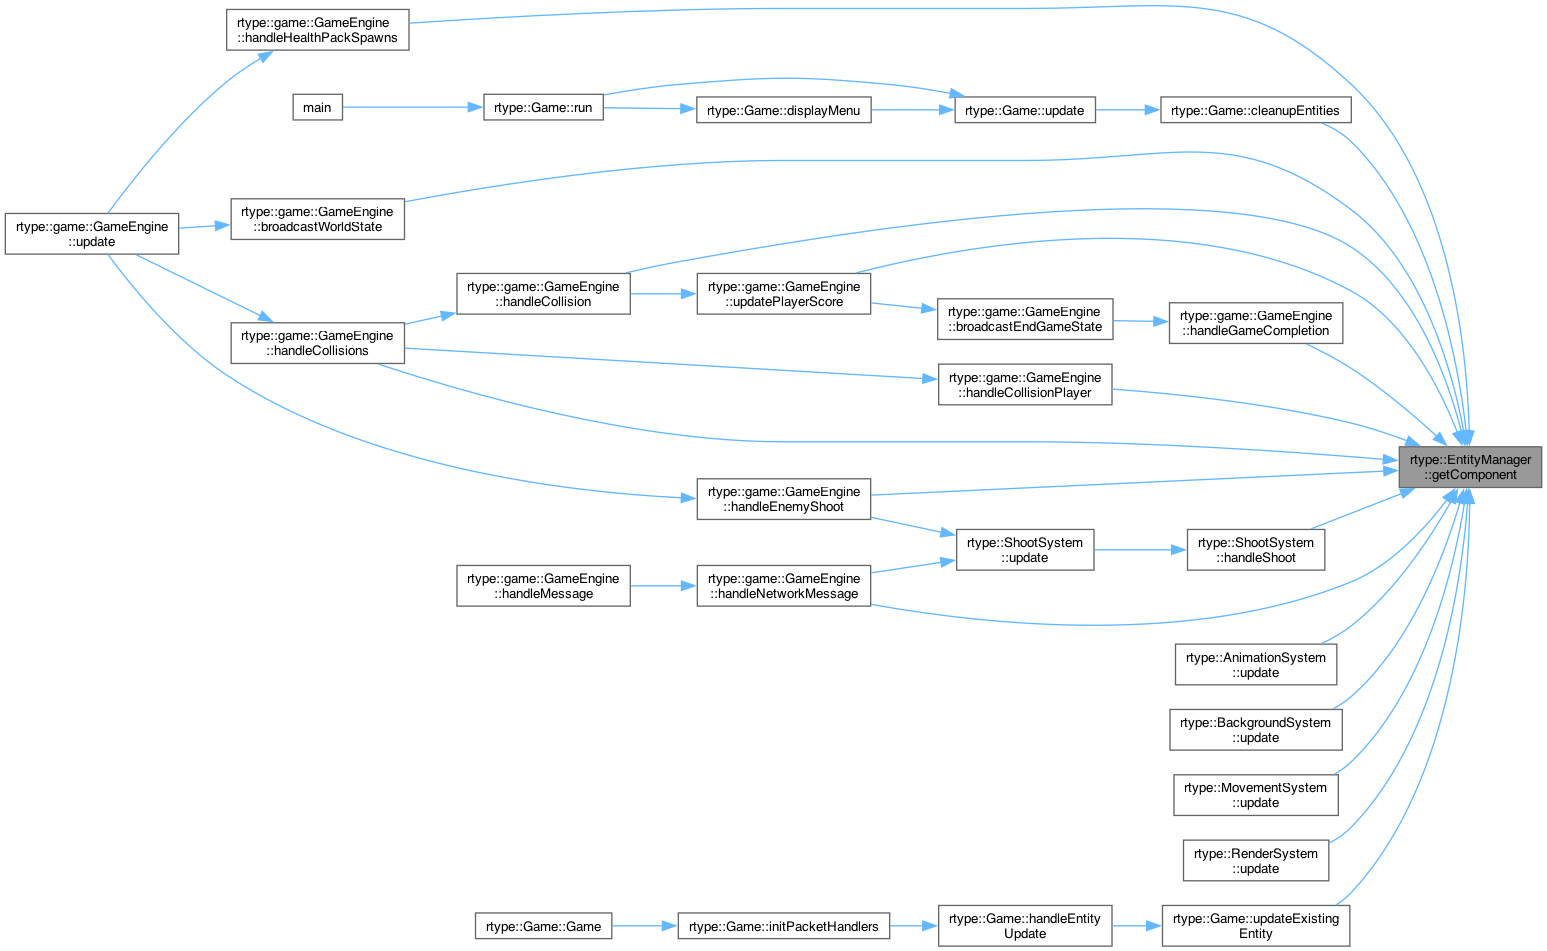 rtype::game::GameEngine
::handleHealthPackSpawns
main
rtype::Game::run
rtype::Game::displayMenu
rtype::Game::update
rtype::Game::cleanupEntities
rtype::game::GameEngine
::update
rtype::game::GameEngine
::broadcastWorldState
rtype::game::GameEngine
::handleCollision
rtype::game::GameEngine
::updatePlayerScore
rtype::game::GameEngine
::broadcastEndGameState
rtype::game::GameEngine
::handleGameCompletion
rtype::game::GameEngine
::handleCollisions
rtype::game::GameEngine
::handleCollisionPlayer
rtype::EntityManager
::getComponent
rtype::game::GameEngine
::handleEnemyShoot
rtype::ShootSystem
::update
rtype::ShootSystem
::handleShoot
rtype::game::GameEngine
::handleMessage
rtype::game::GameEngine
::handleNetworkMessage
rtype::AnimationSystem
::update
rtype::BackgroundSystem
::update
rtype::MovementSystem
::update
rtype::RenderSystem
::update
rtype::Game::Game
rtype::Game::initPacketHandlers
rtype::Game::handleEntity
Update
rtype::Game::updateExisting
Entity